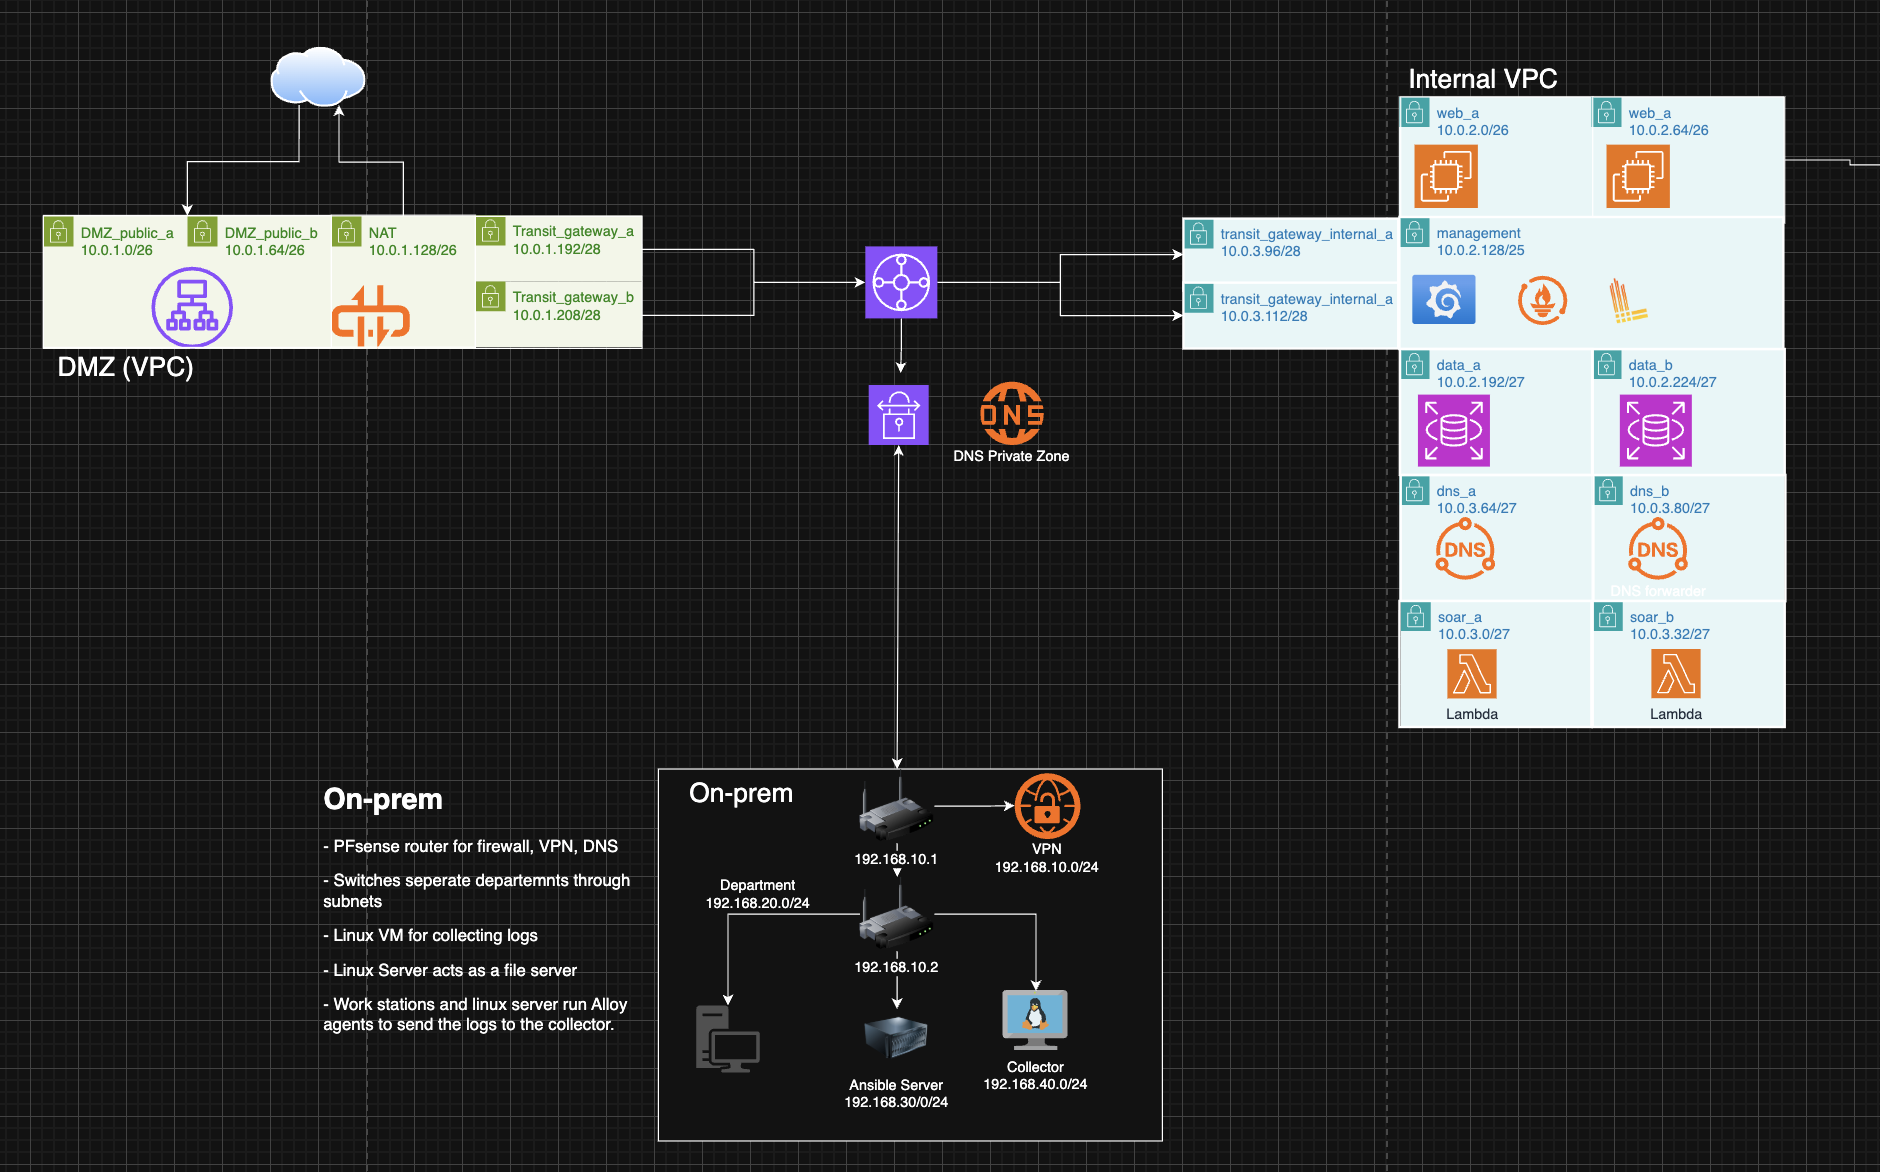 Internal VPC
web_a
10.0.2.0/26
web_a
10.0.2.64/26
DMZ_public_a
10.0.1.0/26
DMZ_public_b
10.0.1.64/26
NAT
10.0.1.128/26
Transit_gateway_a
10.0.1.192/28
Transit_gateway_b
10.0.1.208/28
DMZ (VPC)
transit_gateway_internal_a
10.0.3.96/28
transit_gateway_internal_a
10.0.3.112/28
management
10.0.2.128/25
data_a
10.0.2.192/27
data_b
10.0.2.224/27
DNS
DNS Private Zone
dns_a
10.0.3.64/27
DNS
dns_b
10.0.3.80/27
DNS
DNS forwarder
soar_a
10.0.3.0/27
Lambda
soar_b
10.0.3.32/27
Lambda
On-prem
- PFsense router for firewall, VPN, DNS
- Switches seperate departemnts through
subnets
- Linux VM for collecting logs
- Linux Server acts as a file server
- Work stations and linux server run Alloy
agents to send the logs to the collector.
On-prem
192.168.10.1
VPN
192.168.10.0/24
Department
192.168.20.0/24
192.168.10.2
Ansible Server
192.168.30/0/24
Collector
192.168.40.0/24